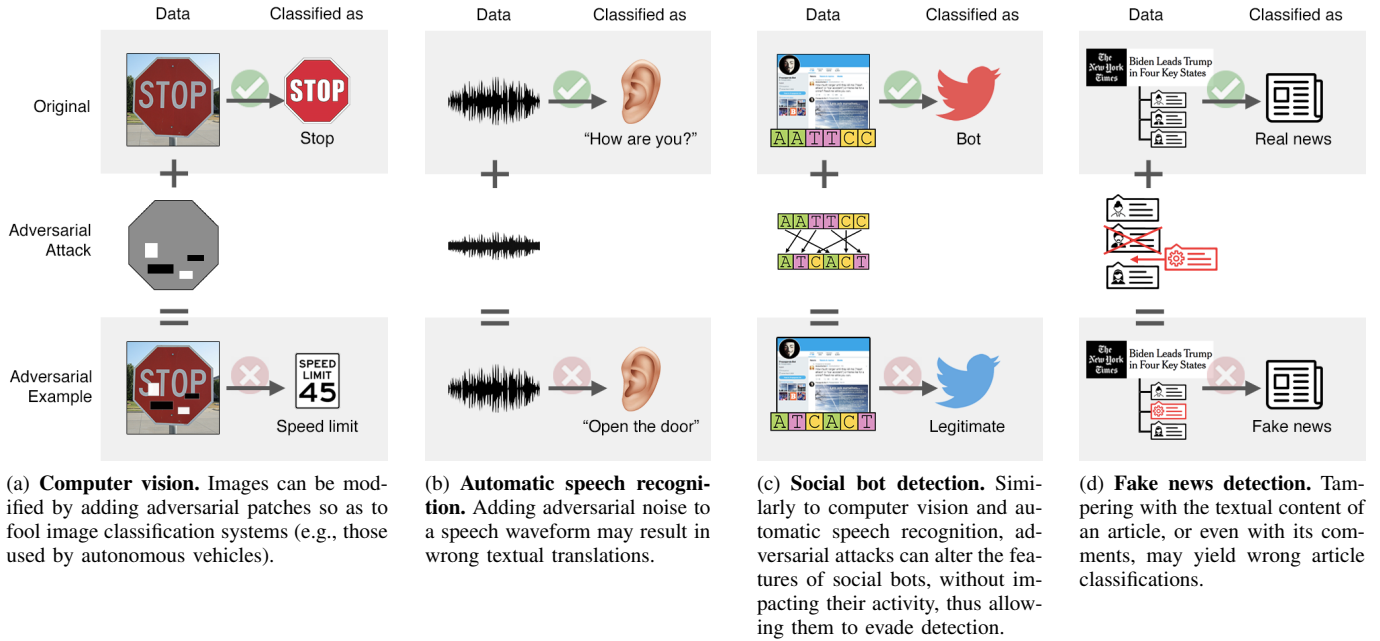 Data Classified as Data Classified as Data Classified as Data Classified as
Original
STOP
STOP
Stop
"How are you?"
AATTCC
Bot
The New York Times
Biden Leads Trump
in Four Key States
Real news
Adversarial
Attack
AATTCC
ATCACT
Adversarial
Example
STOP
SPEED
LIMIT
45
Speed limit
"Open the door"
ATCACT
Legitimate
The New York Times
Biden Leads Trump
in Four Key States
Fake news
(a) Computer vision. Images can be mod-
ified by adding adversarial patches so as to
fool image classification systems (e.g., those
used by autonomous vehicles).
(b) Automatic speech recogni-
tion. Adding adversarial noise to
a speech waveform may result in
wrong textual translations.
(c) Social bot detection. Simi-
larly to computer vision and au-
tomatic speech recognition, ad-
versarial attacks can alter the fea-
tures of social bots, without im-
pacting their activity, thus allow-
ing them to evade detection.
(d) Fake news detection. Tam-
pering with the textual content of
an article, or even with its com-
ments, may yield wrong article
classifications.